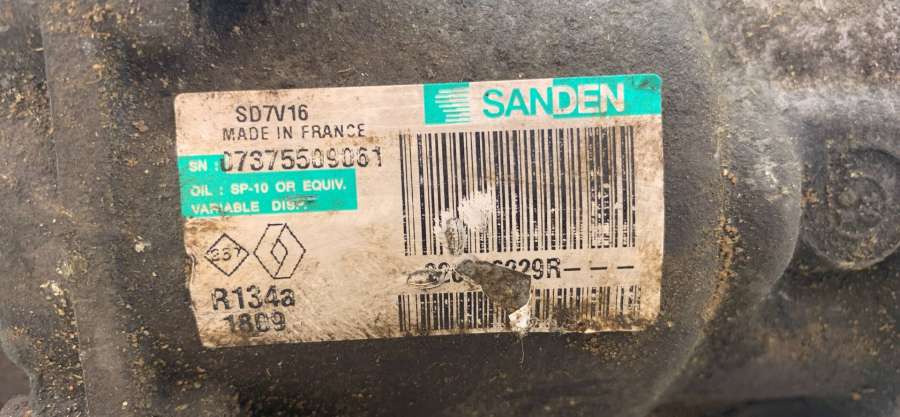 SANDEN
SD7V16
MADE IN FRANCE
SN : 07375509061
OIL : SP-10 OR EQUIV.
VARIABLE DISP.
R134a
1809